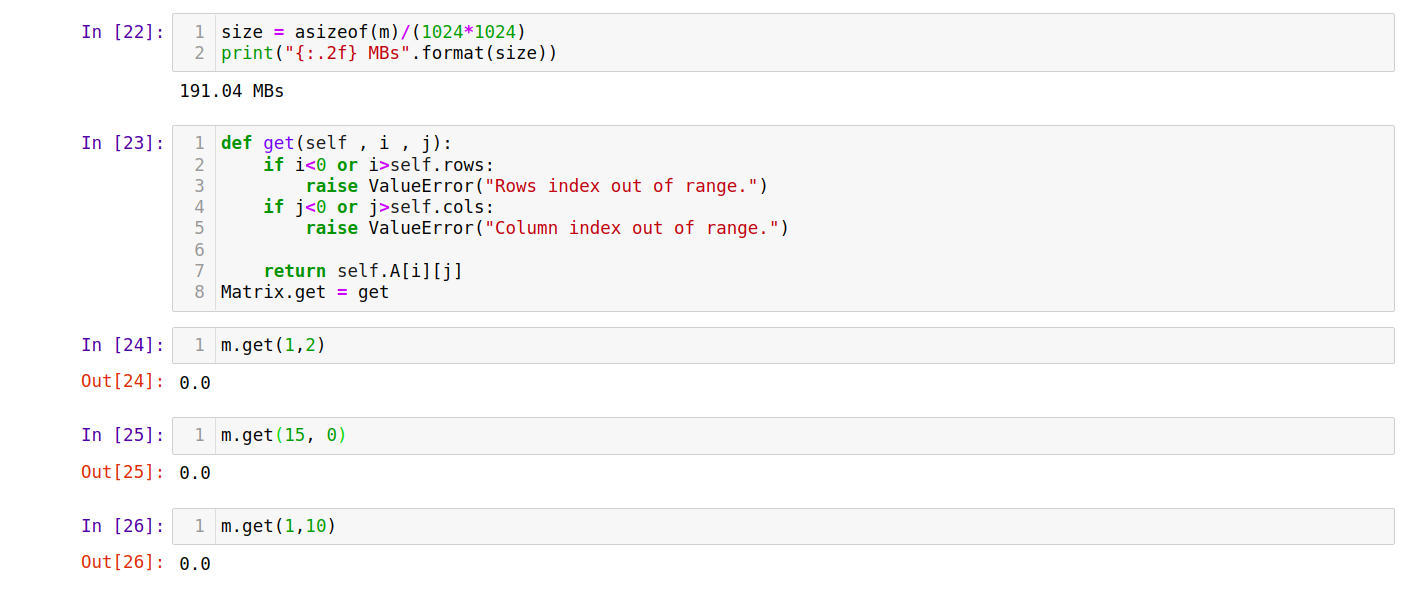 In [22]:
1 size = asizeof(m)/(1024*1024)
2 print("{:.2f} MBs".format(size))
191.04 MBs
In [23]:
1 def get(self , i , j):
2     if i<0 or i>self.rows:
3         raise ValueError("Rows index out of range.")
4     if j<0 or j>self.cols:
5         raise ValueError("Column index out of range.")
6
7     return self.A[i][j]
8 Matrix.get = get
In [24]:
1 m.get(1,2)
Out[24]: 0.0
In [25]:
1 m.get(15, 0)
Out[25]: 0.0
In [26]:
1 m.get(1,10)
Out[26]: 0.0